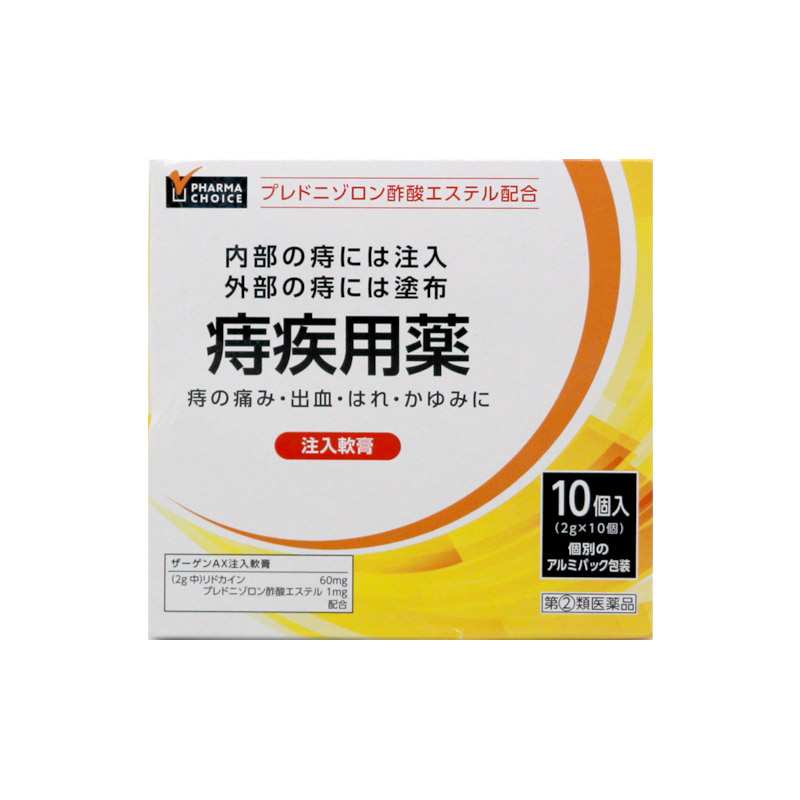 PHARMA
CHOICE
プレドニゾロン酢酸エステル配合
内部の痔には注入
外部の痔には塗布
痔疾用薬
痔の痛み・出血・はれ・かゆみに
注入軟膏
10個入
(2g×10個)
個別の
アルミパック包装
ザーゲンAX注入軟膏
(2g中)リドカイン 60mg
プレドニゾロン酢酸エステル 1mg
配合
指②類医薬品